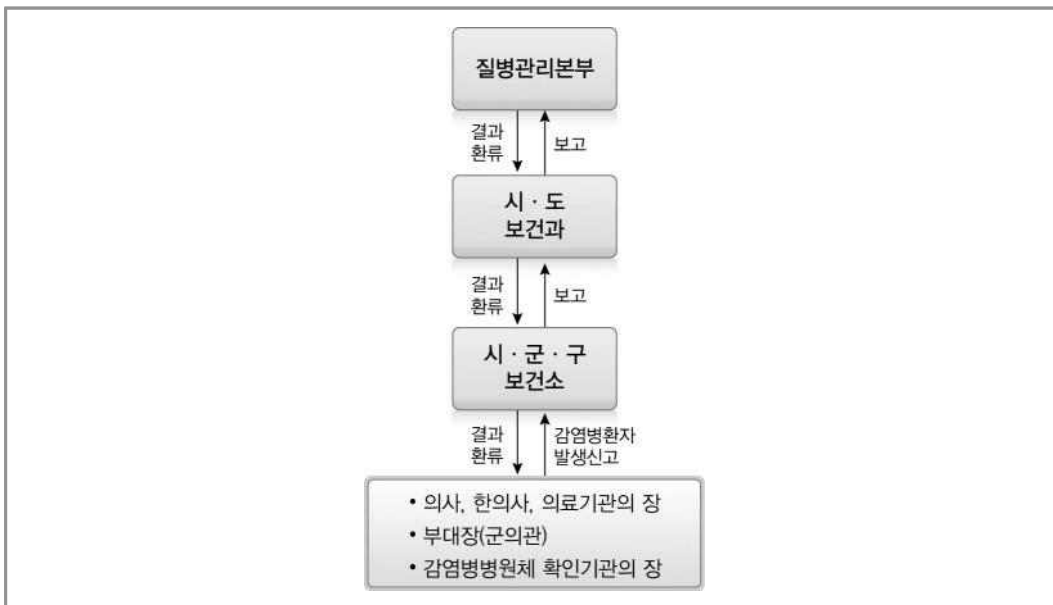 질병관리본부
결과
환류
보고
시 · 도
보건과
결과
환류
보고
시 · 군 · 구
보건소
결과
환류
감염병환자
발생신고
• 의사, 한의사, 의료기관의 장
• 부대장(군의관)
• 감염병병원체 확인기관의 장